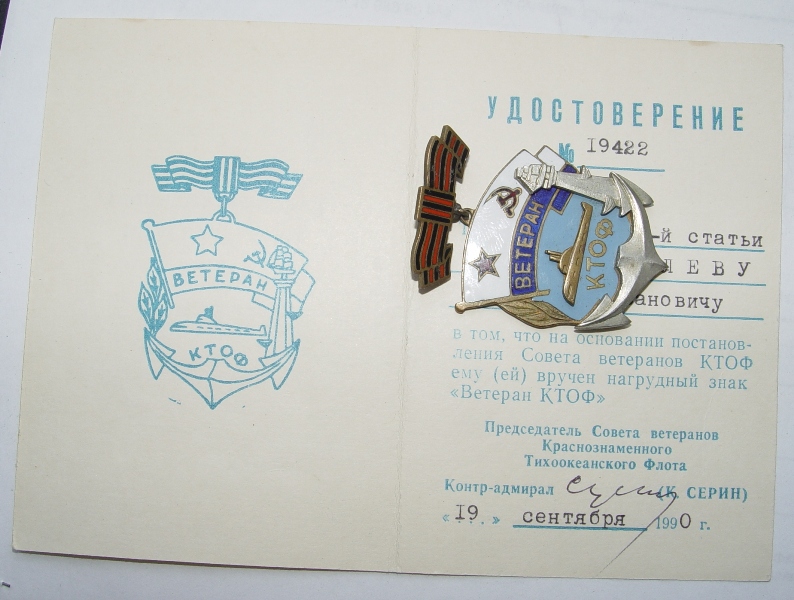 ВЕТЕРАН
КТОФ
УДОСТОВЕРЕНИЕ
№ 19422
ВЕТЕРАН
КТОФ
-й статьи
ЛЕВУ
ановичу
в том, что на основании постанов-
ления Совета ветеранов КТОФ
ему (ей) вручен нагрудный знак
«Ветеран КТОФ»
Председатель Совета ветеранов
Краснознаменного
Тихоокеанского Флота
Контр-адмирал (К СЕРИН)
«19.» сентября 1990 г.